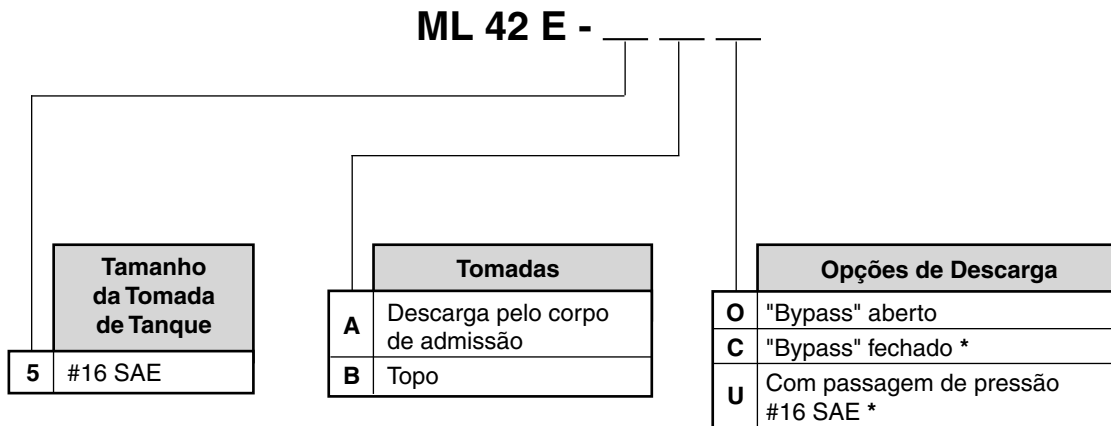 ML 42 E - __ __ __
Tamanho
da Tomada
de Tanque
5 #16 SAE
Tomadas
A Descarga pelo corpo
de admissão
B Topo
Opções de Descarga
O "Bypass" aberto
C "Bypass" fechado *
U Com passagem de pressão
#16 SAE *